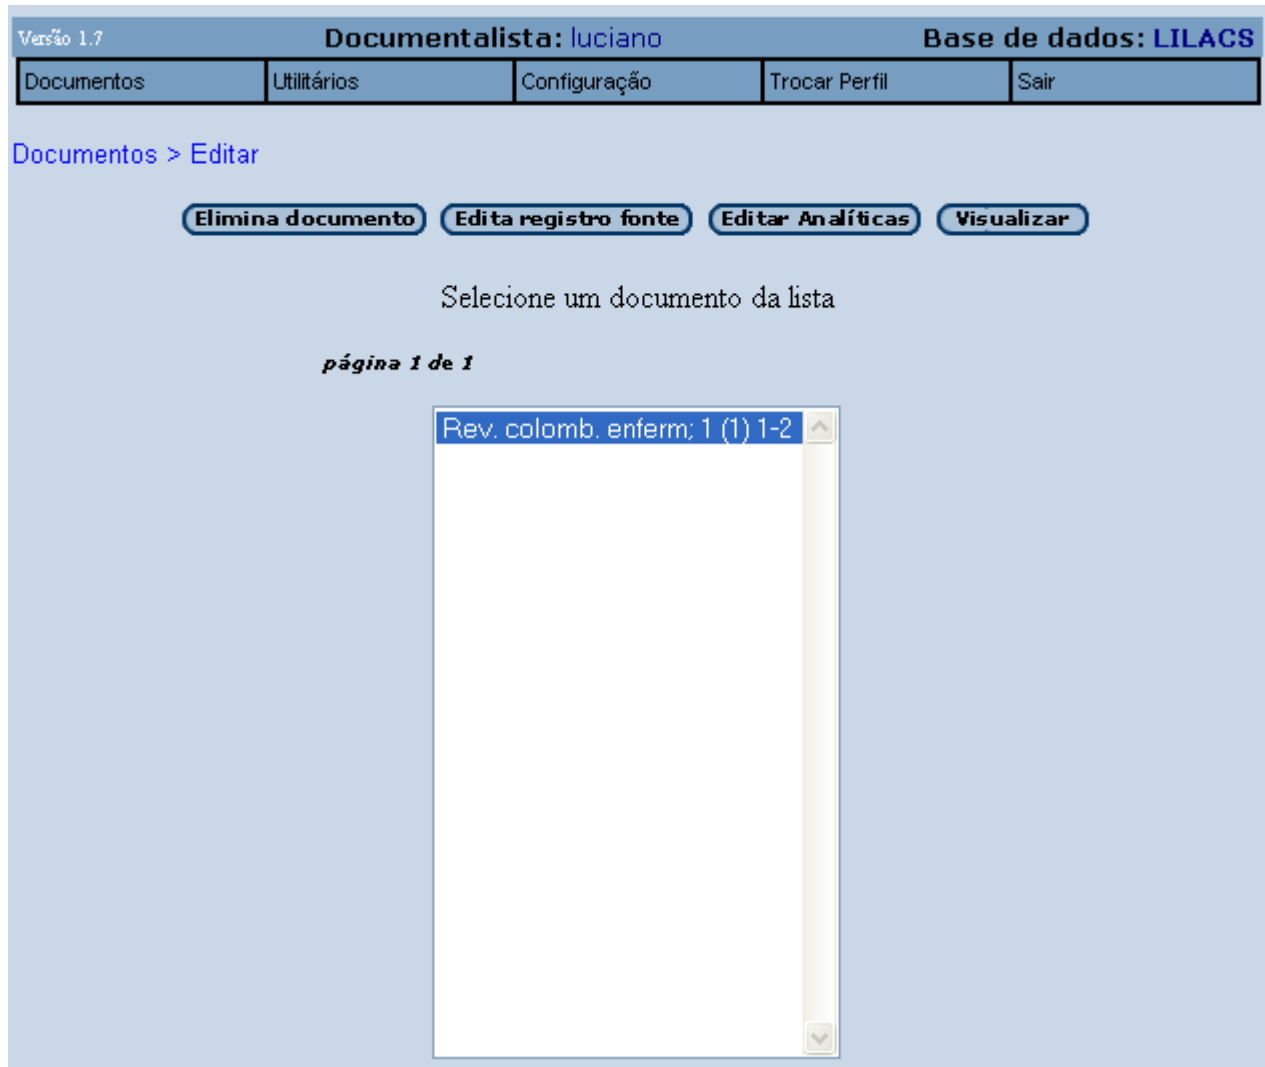 Versão 1.7 Documentalista: luciano Base de dados: LILACS
Documentos Utilitários Configuração Trocar Perfil Sair
Documentos > Editar
Elimina documento Edita registro fonte Editar Analíticas Visualizar
Selecione um documento da lista
página 1 de 1
Rev. colomb. enferm; 1 (1) 1-2